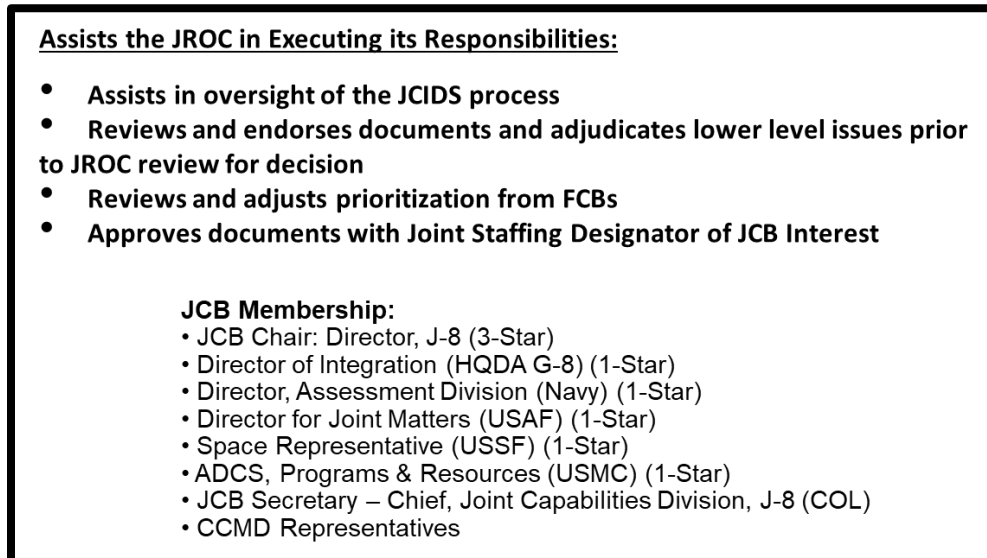 Assists the JROC in Executing its Responsibilities:
• Assists in oversight of the JCIDS process
• Reviews and endorses documents and adjudicates lower level issues prior
to JROC review for decision
• Reviews and adjusts prioritization from FCBs
• Approves documents with Joint Staffing Designator of JCB Interest
JCB Membership:
• JCB Chair: Director, J-8 (3-Star)
• Director of Integration (HQDA G-8) (1-Star)
• Director, Assessment Division (Navy) (1-Star)
• Director for Joint Matters (USAF) (1-Star)
• Space Representative (USSF) (1-Star)
• ADCS, Programs & Resources (USMC) (1-Star)
• JCB Secretary – Chief, Joint Capabilities Division, J-8 (COL)
• CCMD Representatives